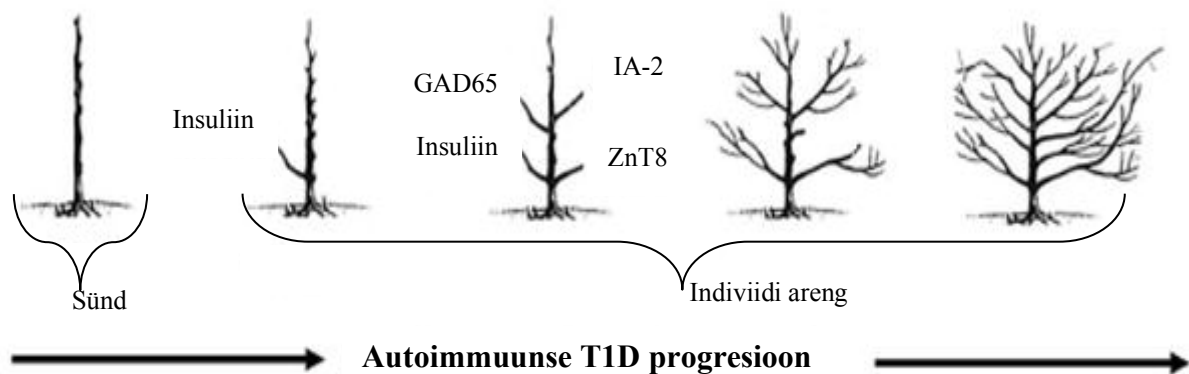 IA-2
GAD65
Insuliin
Insuliin
ZnT8
Sünd
Indiviidi areng
Autoimmuunse T1D progresioon